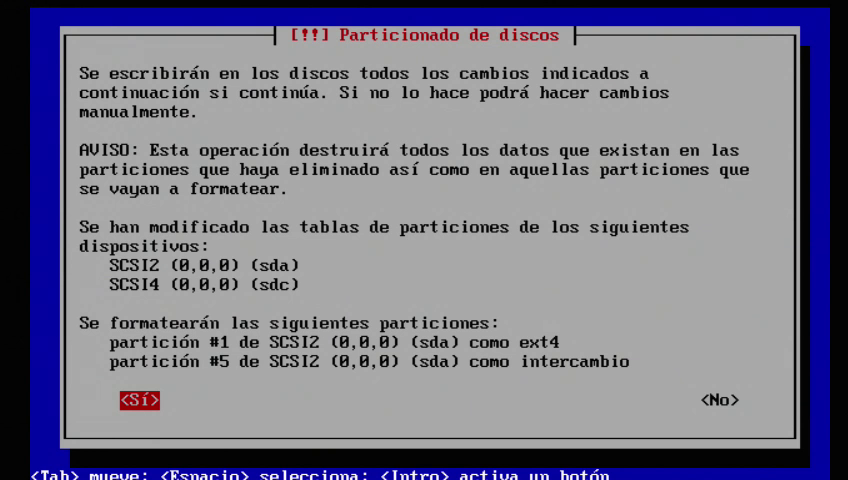 [!!] Particionado de discos
Se escribirán en los discos todos los cambios indicados a
continuación si continúa. Si no lo hace podrá hacer cambios
manualmente.
AVISO: Esta operación destruirá todos los datos que existan en las
particiones que haya eliminado así como en aquellas particiones que
se vayan a formatear.
Se han modificado las tablas de particiones de los siguientes
dispositivos:
SCSI2 (0,0,0) (sda)
SCSI4 (0,0,0) (sdc)
Se formatearán las siguientes particiones:
partición #1 de SCSI2 (0,0,0) (sda) como ext4
partición #5 de SCSI2 (0,0,0) (sda) como intercambio
<Sí> <No>
<Tab> mueve; <Espacio> selecciona; <Intro> activa un botón